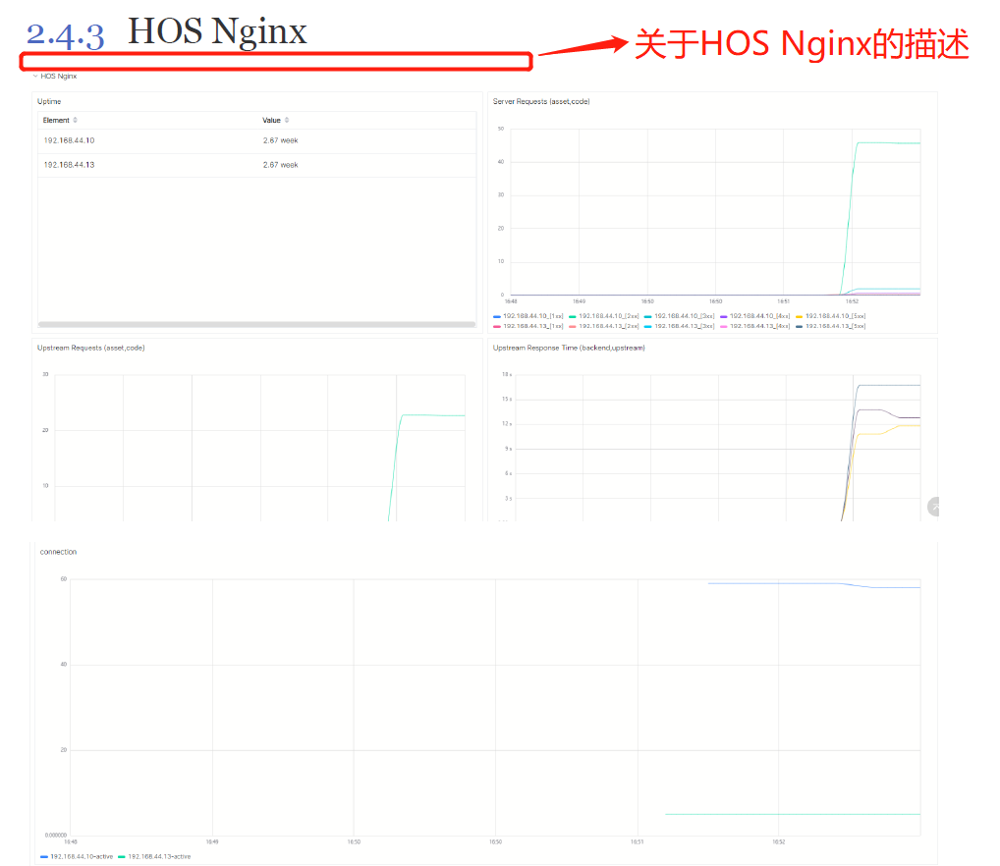 2.4.3 HOS Nginx
关于HOS Nginx的描述
HOS Nginx
Uptime
Element Value
192.168.44.10 2.67 week
192.168.44.13 2.67 week
Server Requests (asset,code)
50
40
30
20
10
0
16:48 16:49 16:50 16:50 16:51 16:52
192.168.44.10_[1xx] 192.168.44.10_[2xx] 192.168.44.10_[3xx] 192.168.44.10_[4xx] 192.168.44.10_[5xx]
192.168.44.13_[1xx] 192.168.44.13_[2xx] 192.168.44.13_[3xx] 192.168.44.13_[4xx] 192.168.44.13_[5xx]
Upstream Requests (asset,code)
30
20
10
Upstream Response Time (backend,upstream)
18 s
15 s
12 s
9 s
6 s
3 s
connection
60
40
20
0.000000
16:48 16:49 16:50 16:50 16:51 16:52
192.168.44.10-active 192.168.44.13-active